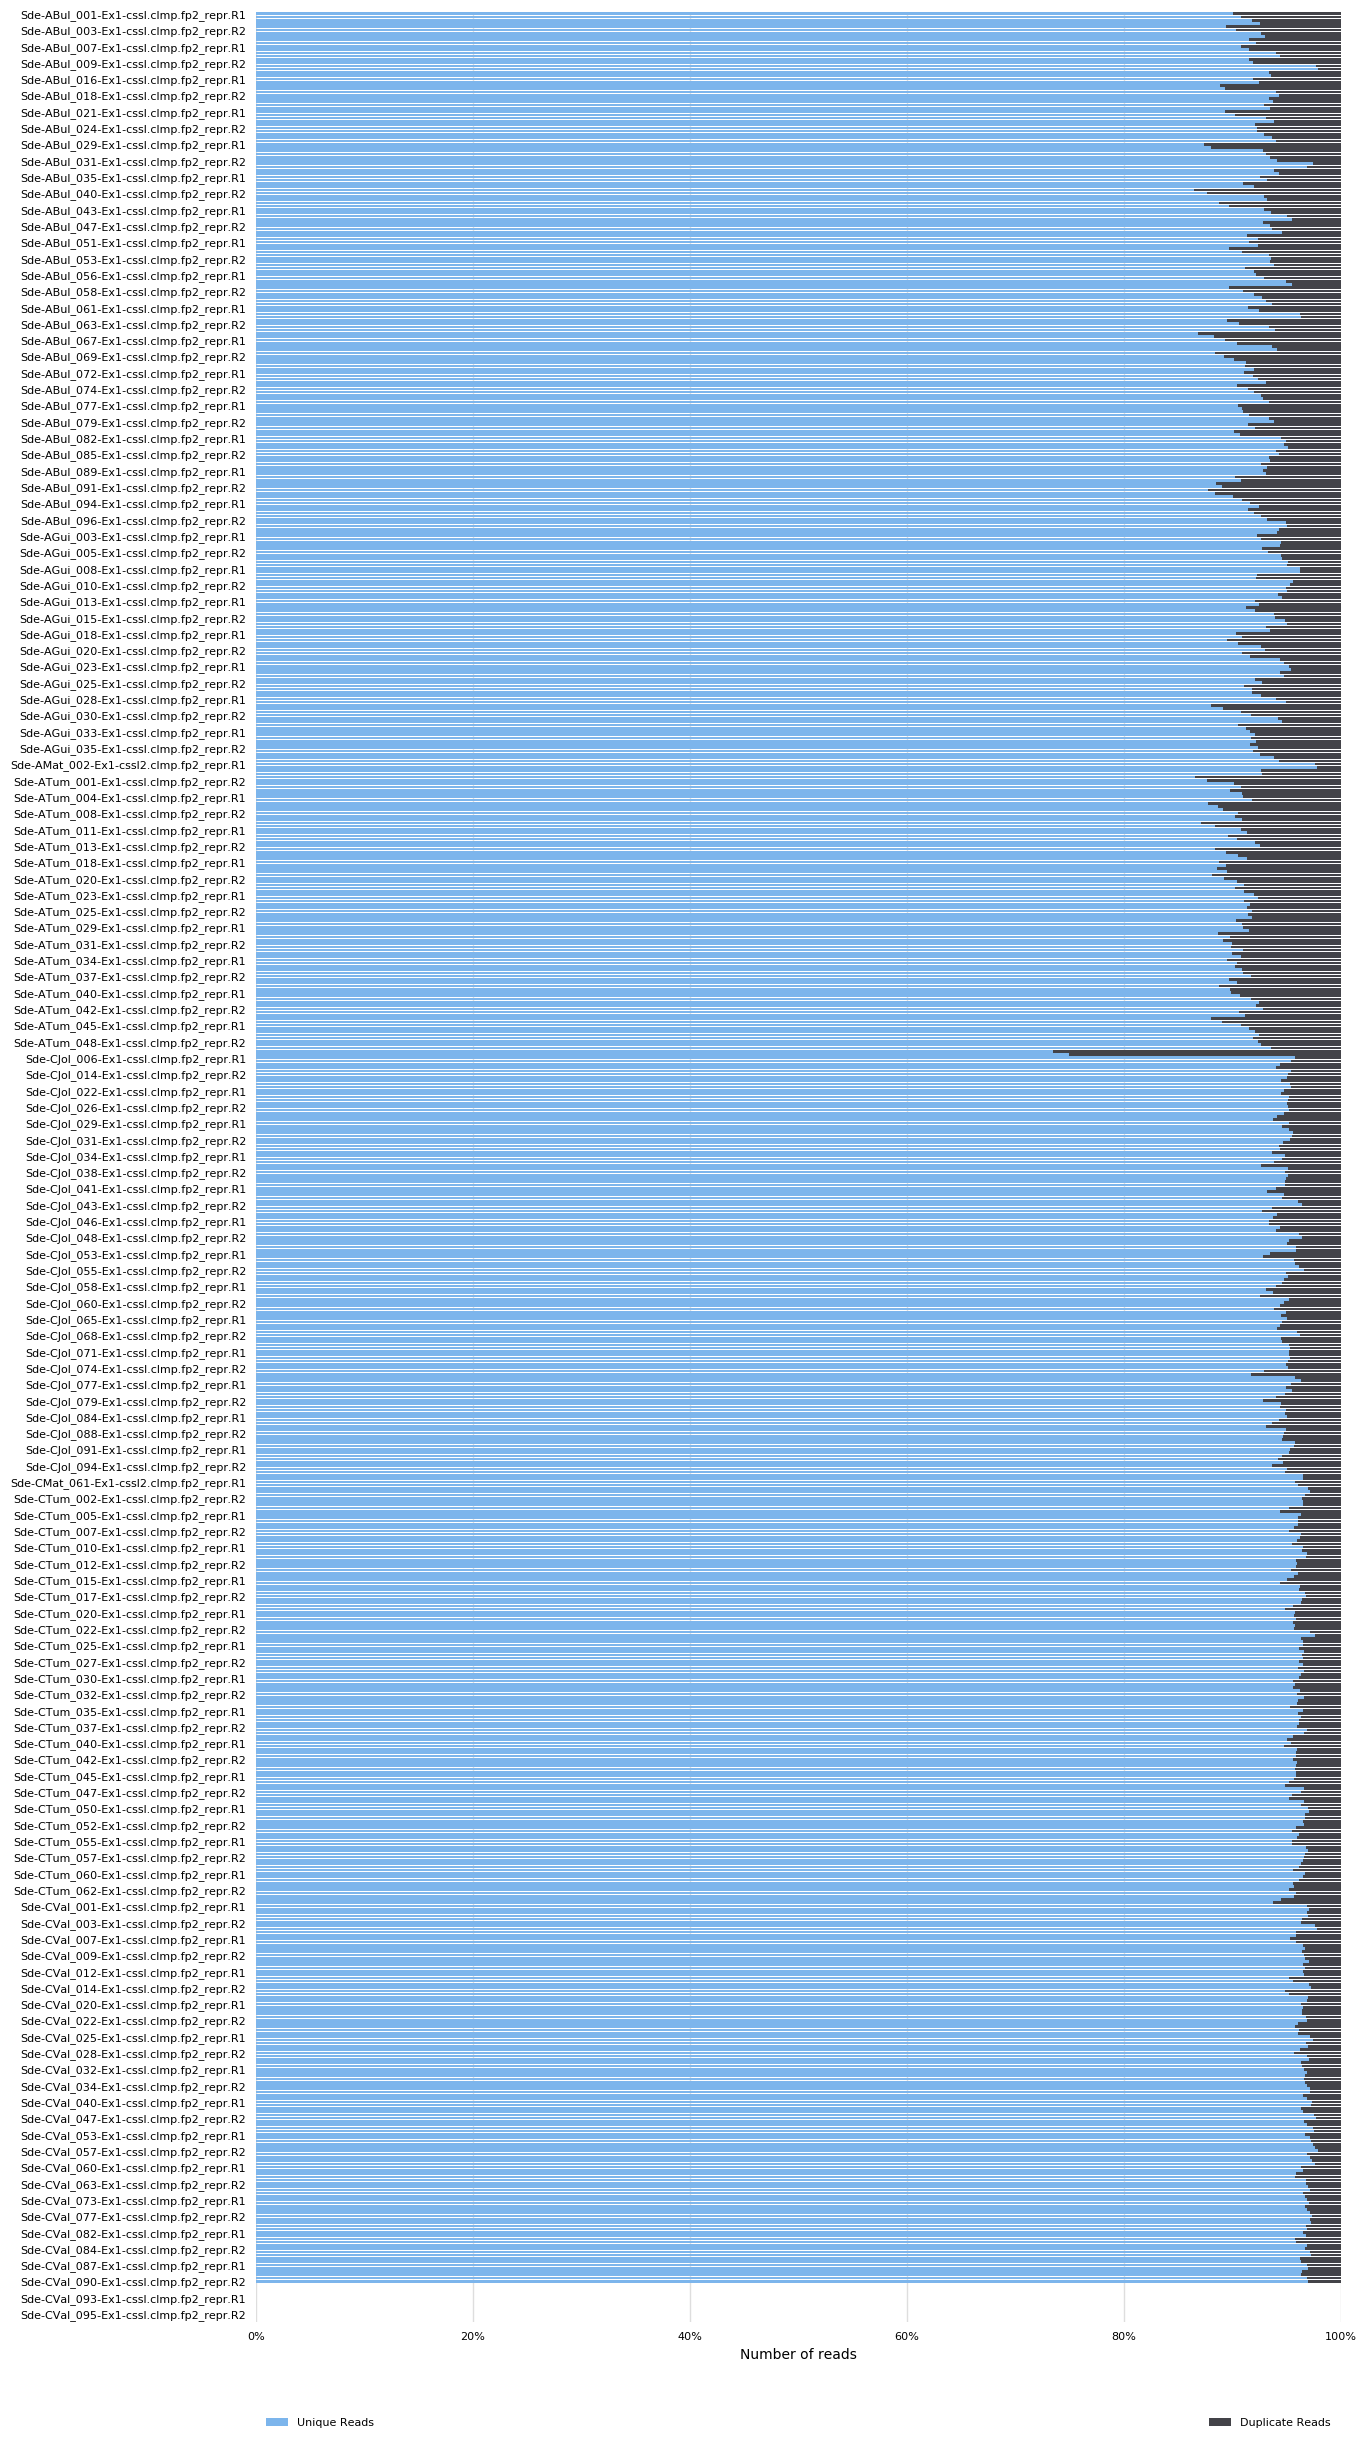 Sde-ABul_001-Ex1-cssl.clmp.fp2_repr.R1
Sde-ABul_003-Ex1-cssl.clmp.fp2_repr.R2
Sde-ABul_007-Ex1-cssl.clmp.fp2_repr.R1
Sde-ABul_009-Ex1-cssl.clmp.fp2_repr.R2
Sde-ABul_016-Ex1-cssl.clmp.fp2_repr.R1
Sde-ABul_018-Ex1-cssl.clmp.fp2_repr.R2
Sde-ABul_021-Ex1-cssl.clmp.fp2_repr.R1
Sde-ABul_024-Ex1-cssl.clmp.fp2_repr.R2
Sde-ABul_029-Ex1-cssl.clmp.fp2_repr.R1
Sde-ABul_031-Ex1-cssl.clmp.fp2_repr.R2
Sde-ABul_035-Ex1-cssl.clmp.fp2_repr.R1
Sde-ABul_040-Ex1-cssl.clmp.fp2_repr.R2
Sde-ABul_043-Ex1-cssl.clmp.fp2_repr.R1
Sde-ABul_047-Ex1-cssl.clmp.fp2_repr.R2
Sde-ABul_051-Ex1-cssl.clmp.fp2_repr.R1
Sde-ABul_053-Ex1-cssl.clmp.fp2_repr.R2
Sde-ABul_056-Ex1-cssl.clmp.fp2_repr.R1
Sde-ABul_058-Ex1-cssl.clmp.fp2_repr.R2
Sde-ABul_061-Ex1-cssl.clmp.fp2_repr.R1
Sde-ABul_063-Ex1-cssl.clmp.fp2_repr.R2
Sde-ABul_067-Ex1-cssl.clmp.fp2_repr.R1
Sde-ABul_069-Ex1-cssl.clmp.fp2_repr.R2
Sde-ABul_072-Ex1-cssl.clmp.fp2_repr.R1
Sde-ABul_074-Ex1-cssl.clmp.fp2_repr.R2
Sde-ABul_077-Ex1-cssl.clmp.fp2_repr.R1
Sde-ABul_079-Ex1-cssl.clmp.fp2_repr.R2
Sde-ABul_082-Ex1-cssl.clmp.fp2_repr.R1
Sde-ABul_085-Ex1-cssl.clmp.fp2_repr.R2
Sde-ABul_089-Ex1-cssl.clmp.fp2_repr.R1
Sde-ABul_091-Ex1-cssl.clmp.fp2_repr.R2
Sde-ABul_094-Ex1-cssl.clmp.fp2_repr.R1
Sde-ABul_096-Ex1-cssl.clmp.fp2_repr.R2
Sde-AGui_003-Ex1-cssl.clmp.fp2_repr.R1
Sde-AGui_005-Ex1-cssl.clmp.fp2_repr.R2
Sde-AGui_008-Ex1-cssl.clmp.fp2_repr.R1
Sde-AGui_010-Ex1-cssl.clmp.fp2_repr.R2
Sde-AGui_013-Ex1-cssl.clmp.fp2_repr.R1
Sde-AGui_015-Ex1-cssl.clmp.fp2_repr.R2
Sde-AGui_018-Ex1-cssl.clmp.fp2_repr.R1
Sde-AGui_020-Ex1-cssl.clmp.fp2_repr.R2
Sde-AGui_023-Ex1-cssl.clmp.fp2_repr.R1
Sde-AGui_025-Ex1-cssl.clmp.fp2_repr.R2
Sde-AGui_028-Ex1-cssl.clmp.fp2_repr.R1
Sde-AGui_030-Ex1-cssl.clmp.fp2_repr.R2
Sde-AGui_033-Ex1-cssl.clmp.fp2_repr.R1
Sde-AGui_035-Ex1-cssl.clmp.fp2_repr.R2
Sde-AMat_002-Ex1-cssl2.clmp.fp2_repr.R1
Sde-ATum_001-Ex1-cssl.clmp.fp2_repr.R2
Sde-ATum_004-Ex1-cssl.clmp.fp2_repr.R1
Sde-ATum_008-Ex1-cssl.clmp.fp2_repr.R2
Sde-ATum_011-Ex1-cssl.clmp.fp2_repr.R1
Sde-ATum_013-Ex1-cssl.clmp.fp2_repr.R2
Sde-ATum_018-Ex1-cssl.clmp.fp2_repr.R1
Sde-ATum_020-Ex1-cssl.clmp.fp2_repr.R2
Sde-ATum_023-Ex1-cssl.clmp.fp2_repr.R1
Sde-ATum_025-Ex1-cssl.clmp.fp2_repr.R2
Sde-ATum_029-Ex1-cssl.clmp.fp2_repr.R1
Sde-ATum_031-Ex1-cssl.clmp.fp2_repr.R2
Sde-ATum_034-Ex1-cssl.clmp.fp2_repr.R1
Sde-ATum_037-Ex1-cssl.clmp.fp2_repr.R2
Sde-ATum_040-Ex1-cssl.clmp.fp2_repr.R1
Sde-ATum_042-Ex1-cssl.clmp.fp2_repr.R2
Sde-ATum_045-Ex1-cssl.clmp.fp2_repr.R1
Sde-ATum_048-Ex1-cssl.clmp.fp2_repr.R2
Sde-CJol_006-Ex1-cssl.clmp.fp2_repr.R1
Sde-CJol_014-Ex1-cssl.clmp.fp2_repr.R2
Sde-CJol_022-Ex1-cssl.clmp.fp2_repr.R1
Sde-CJol_026-Ex1-cssl.clmp.fp2_repr.R2
Sde-CJol_029-Ex1-cssl.clmp.fp2_repr.R1
Sde-CJol_031-Ex1-cssl.clmp.fp2_repr.R2
Sde-CJol_034-Ex1-cssl.clmp.fp2_repr.R1
Sde-CJol_038-Ex1-cssl.clmp.fp2_repr.R2
Sde-CJol_041-Ex1-cssl.clmp.fp2_repr.R1
Sde-CJol_043-Ex1-cssl.clmp.fp2_repr.R2
Sde-CJol_046-Ex1-cssl.clmp.fp2_repr.R1
Sde-CJol_048-Ex1-cssl.clmp.fp2_repr.R2
Sde-CJol_053-Ex1-cssl.clmp.fp2_repr.R1
Sde-CJol_055-Ex1-cssl.clmp.fp2_repr.R2
Sde-CJol_058-Ex1-cssl.clmp.fp2_repr.R1
Sde-CJol_060-Ex1-cssl.clmp.fp2_repr.R2
Sde-CJol_065-Ex1-cssl.clmp.fp2_repr.R1
Sde-CJol_068-Ex1-cssl.clmp.fp2_repr.R2
Sde-CJol_071-Ex1-cssl.clmp.fp2_repr.R1
Sde-CJol_074-Ex1-cssl.clmp.fp2_repr.R2
Sde-CJol_077-Ex1-cssl.clmp.fp2_repr.R1
Sde-CJol_079-Ex1-cssl.clmp.fp2_repr.R2
Sde-CJol_084-Ex1-cssl.clmp.fp2_repr.R1
Sde-CJol_088-Ex1-cssl.clmp.fp2_repr.R2
Sde-CJol_091-Ex1-cssl.clmp.fp2_repr.R1
Sde-CJol_094-Ex1-cssl.clmp.fp2_repr.R2
Sde-CMat_061-Ex1-cssl2.clmp.fp2_repr.R1
Sde-CTum_002-Ex1-cssl.clmp.fp2_repr.R2
Sde-CTum_005-Ex1-cssl.clmp.fp2_repr.R1
Sde-CTum_007-Ex1-cssl.clmp.fp2_repr.R2
Sde-CTum_010-Ex1-cssl.clmp.fp2_repr.R1
Sde-CTum_012-Ex1-cssl.clmp.fp2_repr.R2
Sde-CTum_015-Ex1-cssl.clmp.fp2_repr.R1
Sde-CTum_017-Ex1-cssl.clmp.fp2_repr.R2
Sde-CTum_020-Ex1-cssl.clmp.fp2_repr.R1
Sde-CTum_022-Ex1-cssl.clmp.fp2_repr.R2
Sde-CTum_025-Ex1-cssl.clmp.fp2_repr.R1
Sde-CTum_027-Ex1-cssl.clmp.fp2_repr.R2
Sde-CTum_030-Ex1-cssl.clmp.fp2_repr.R1
Sde-CTum_032-Ex1-cssl.clmp.fp2_repr.R2
Sde-CTum_035-Ex1-cssl.clmp.fp2_repr.R1
Sde-CTum_037-Ex1-cssl.clmp.fp2_repr.R2
Sde-CTum_040-Ex1-cssl.clmp.fp2_repr.R1
Sde-CTum_042-Ex1-cssl.clmp.fp2_repr.R2
Sde-CTum_045-Ex1-cssl.clmp.fp2_repr.R1
Sde-CTum_047-Ex1-cssl.clmp.fp2_repr.R2
Sde-CTum_050-Ex1-cssl.clmp.fp2_repr.R1
Sde-CTum_052-Ex1-cssl.clmp.fp2_repr.R2
Sde-CTum_055-Ex1-cssl.clmp.fp2_repr.R1
Sde-CTum_057-Ex1-cssl.clmp.fp2_repr.R2
Sde-CTum_060-Ex1-cssl.clmp.fp2_repr.R1
Sde-CTum_062-Ex1-cssl.clmp.fp2_repr.R2
Sde-CVal_001-Ex1-cssl.clmp.fp2_repr.R1
Sde-CVal_003-Ex1-cssl.clmp.fp2_repr.R2
Sde-CVal_007-Ex1-cssl.clmp.fp2_repr.R1
Sde-CVal_009-Ex1-cssl.clmp.fp2_repr.R2
Sde-CVal_012-Ex1-cssl.clmp.fp2_repr.R1
Sde-CVal_014-Ex1-cssl.clmp.fp2_repr.R2
Sde-CVal_020-Ex1-cssl.clmp.fp2_repr.R1
Sde-CVal_022-Ex1-cssl.clmp.fp2_repr.R2
Sde-CVal_025-Ex1-cssl.clmp.fp2_repr.R1
Sde-CVal_028-Ex1-cssl.clmp.fp2_repr.R2
Sde-CVal_032-Ex1-cssl.clmp.fp2_repr.R1
Sde-CVal_034-Ex1-cssl.clmp.fp2_repr.R2
Sde-CVal_040-Ex1-cssl.clmp.fp2_repr.R1
Sde-CVal_047-Ex1-cssl.clmp.fp2_repr.R2
Sde-CVal_053-Ex1-cssl.clmp.fp2_repr.R1
Sde-CVal_057-Ex1-cssl.clmp.fp2_repr.R2
Sde-CVal_060-Ex1-cssl.clmp.fp2_repr.R1
Sde-CVal_063-Ex1-cssl.clmp.fp2_repr.R2
Sde-CVal_073-Ex1-cssl.clmp.fp2_repr.R1
Sde-CVal_077-Ex1-cssl.clmp.fp2_repr.R2
Sde-CVal_082-Ex1-cssl.clmp.fp2_repr.R1
Sde-CVal_084-Ex1-cssl.clmp.fp2_repr.R2
Sde-CVal_087-Ex1-cssl.clmp.fp2_repr.R1
Sde-CVal_090-Ex1-cssl.clmp.fp2_repr.R2
Sde-CVal_093-Ex1-cssl.clmp.fp2_repr.R1
Sde-CVal_095-Ex1-cssl.clmp.fp2_repr.R2
0% 20% 40% 60% 80% 100%
Number of reads
Unique Reads Duplicate Reads